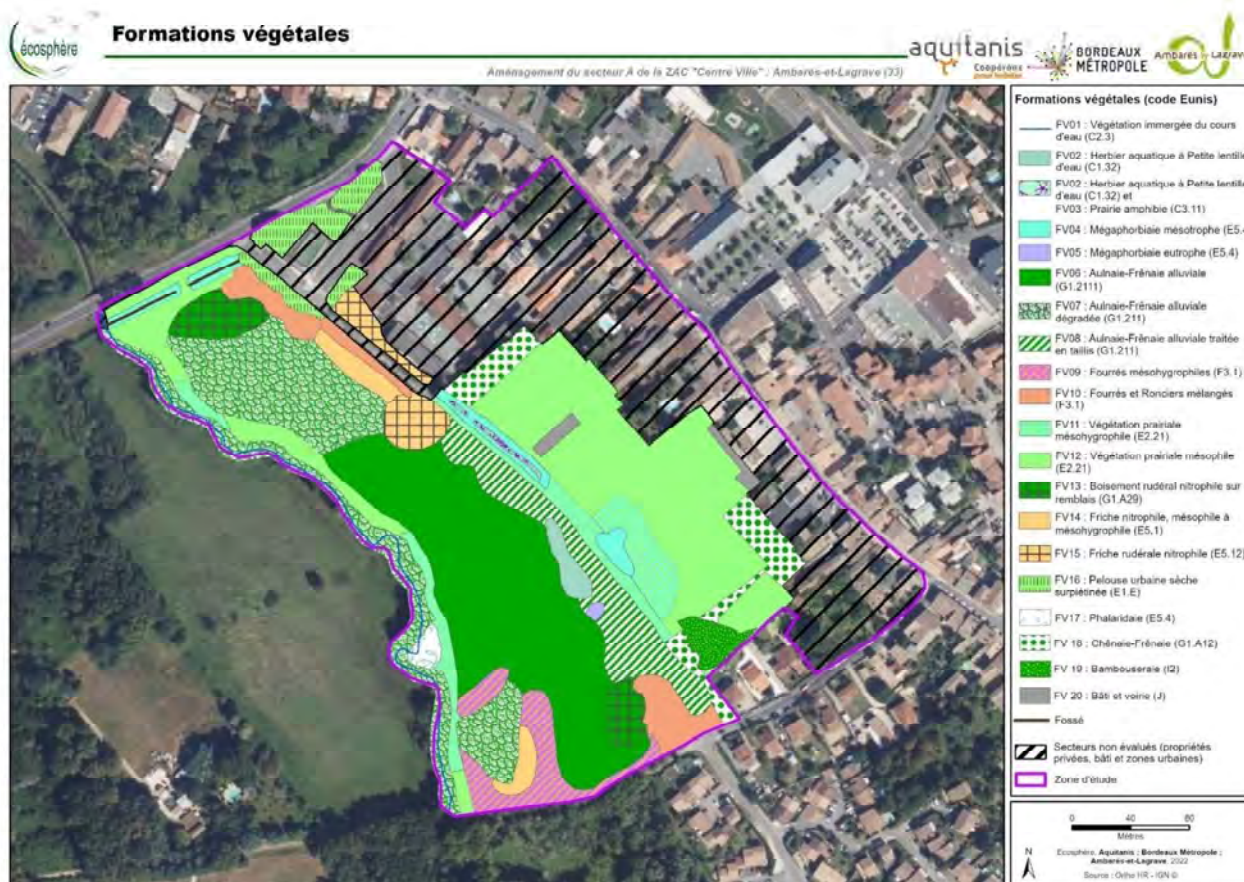 écosphère
Formations végétales
Aménagement du secteur A de la ZAC "Centre Ville" : Ambarès-et-Lagrave (33)
aquitanis
Coopérons
pour habiter
BORDEAUX
MÉTROPOLE
Ambarès et Lagrave
Formations végétales (code Eunis)
FV01 : Végétation immergée du cours
d'eau (C2.3)
FV02 : Herbier aquatique à Petite lentille
d'eau (C1.32)
FV02 : Herbier aquatique à Petite lentille
d'eau (C1.32) et
FV03 : Prairie amphibie (C3.11)
FV04 : Mégaphorbiaie mésotrophe (E5.4
FV05 : Mégaphorbiaie eutrophe (E5.4)
FV06 : Aulnaie-Frênaie alluviale
(G1.2111)
FV07 : Aulnaie-Frênaie alluviale
dégradée (G1.211)
FV08 : Aulnaie-Frênaie alluviale traitée
en taillis (G1.211)
FV09 : Fourrés mésohygrophiles (F3.1)
FV10 : Fourrés et Ronciers mélangés
(F3.1)
FV11 : Végétation prairiale
mésohygrophile (E2.21)
FV12 : Végétation prairiale mésophile
(E2.21)
FV13 : Boisement rudéral nitrophile sur
remblais (G1.A29)
FV14 : Friche nitrophile, mésophile à
mésohygrophile (E5.1)
FV15 : Friche rudérale nitrophile (E5.12)
FV16 : Pelouse urbaine sèche
surpiétinée (E1.E)
FV17 : Phalaridaie (E5.4)
FV 18 : Chênaie-Frênaie (G1.A12)
FV 19 : Bambouseraie (I2)
FV 20 : Bâti et voirie (J)
Fossé
Secteurs non évalués (propriétés
privées, bâti et zones urbaines)
Zone d'étude
0 40 80
Mètres
N
Ecosphère, Aquitanis ; Bordeaux Métropole ;
Ambarès-et-Lagrave, 2022
Source : Ortho HR - IGN ©